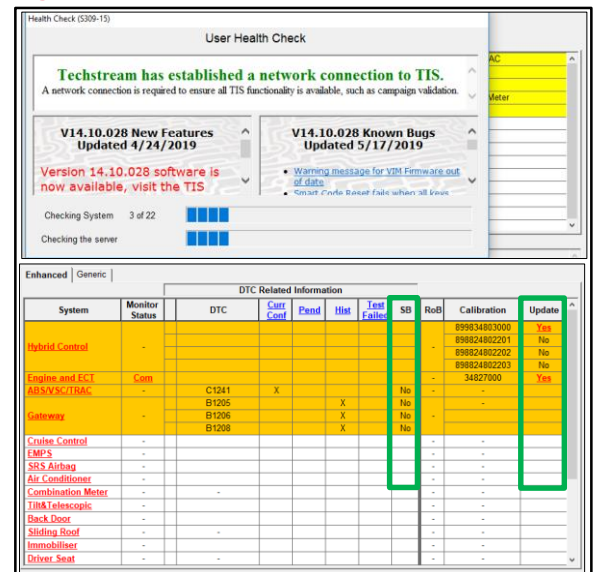 Health Check (S309-15)
User Health Check
AC
Techstream has established a network connection to TIS.
A network connection is required to ensure all TIS functionality is available, such as campaign validation.
Meter
V14.10.028 New Features
Updated 4/24/2019
Version 14.10.028 software is
now available, visit the TIS
V14.10.028 Known Bugs
Updated 5/17/2019
Warning message for VIM Firmware out
of date
Smart Code Reset fails when all keys
Checking System 3 of 22
Checking the server
Enhanced Generic
DTC Related Information
System Monitor Status DTC Curr Conf Pend Hist Test Failed SB RoB Calibration Update
Hybrid Control - - 899834803000 Yes
898824802201 No
898824802202 No
898824802203 No
Engine and ECT Com - 34827000 Yes
ABS/VSC/TRAC - C1241 X No - -
Gateway - B1205 X No - -
B1206 X No
B1208 X No
Cruise Control - - -
EMPS - - -
SRS Airbag - - -
Air Conditioner - - -
Combination Meter - - - -
Tilt&Telescopic - - -
Back Door - - -
Sliding Roof - - - -
Immobiliser - - -
Driver Seat - - - -